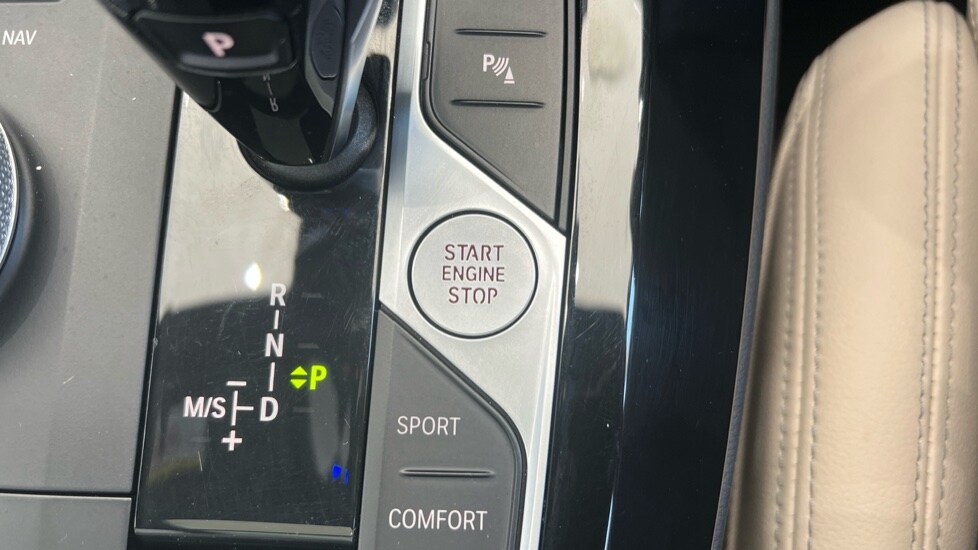 NAV
P
R
P
START
ENGINE
STOP
R
N
P
M/S D
SPORT
COMFORT